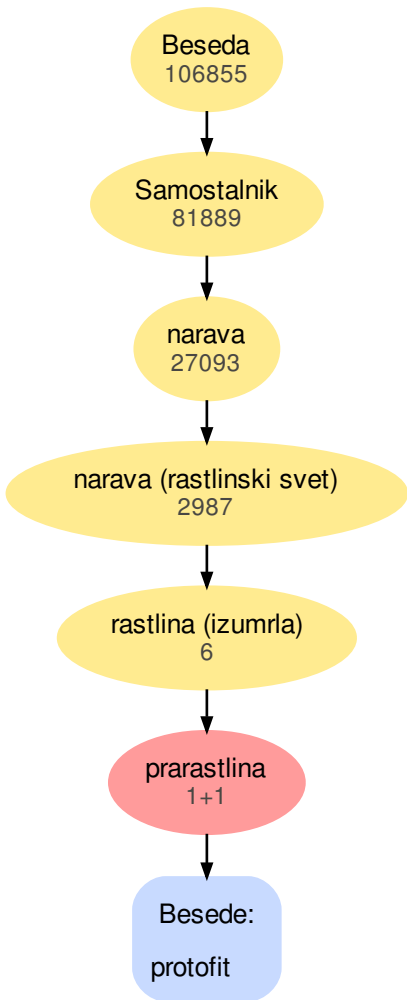 Beseda
106855
Samostalnik
81889
narava
27093
narava (rastlinski svet)
2987
rastlina (izumrla)
6
prarastlina
1+1
Besede:
protofit